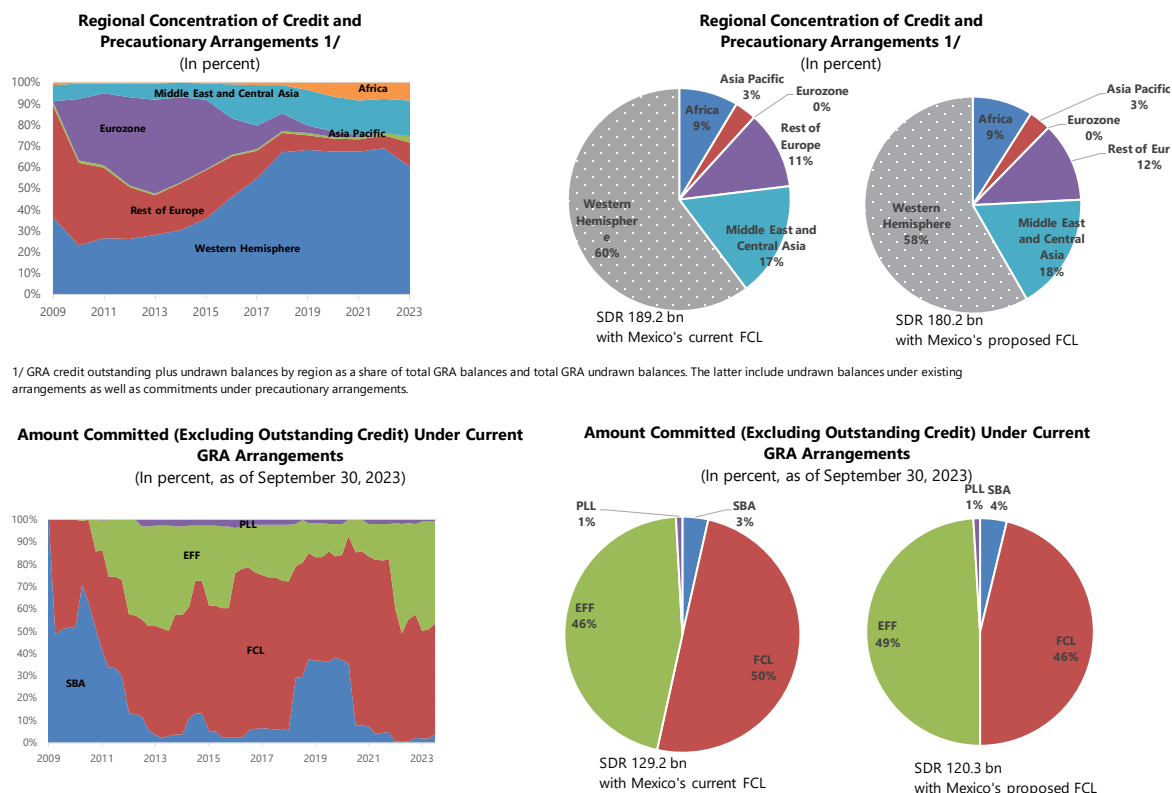 Regional Concentration of Credit and
Precautionary Arrangements 1/
(In percent)
100%
90%
80%
70%
60%
50%
40%
30%
20%
10%
0%
2009
2011
2013
2015
2017
2019
2021
2023
Africa
Middle East and Central Asia
Eurozone
Asia Pacific
Rest of Europe
Western Hemisphere
Regional Concentration of Credit and
Precautionary Arrangements 1/
(In percent)
Africa
9%
Asia Pacific
3%
Eurozone
0%
Rest of
Europe
11%
Middle East and
Central Asia
17%
Western
Hemispher
e
60%
SDR 189.2 bn
with Mexico's current FCL
Africa
9%
Asia Pacific
3%
Eurozone
0%
Rest of Eur
12%
Middle East
and Central
Asia
18%
Western
Hemisphere
58%
SDR 180.2 bn
with Mexico's proposed FCL
1/ GRA credit outstanding plus undrawn balances by region as a share of total GRA balances and total GRA undrawn balances. The latter include undrawn balances under existing
arrangements as well as commitments under precautionary arrangements.
Amount Committed (Excluding Outstanding Credit) Under Current
GRA Arrangements
(In percent, as of September 30, 2023)
100%
90%
80%
70%
60%
50%
40%
30%
20%
10%
0%
2009
2011
2013
2015
2017
2019
2021
2023
PLL
EFF
FCL
SBA
Amount Committed (Excluding Outstanding Credit) Under Current
GRA Arrangements
(In percent, as of September 30, 2023)
PLL
1%
SBA
3%
EFF
46%
FCL
50%
SDR 129.2 bn
with Mexico's current FCL
PLL
1%
SBA
4%
EFF
49%
FCL
46%
SDR 120.3 bn
with Mexico's proposed FCL